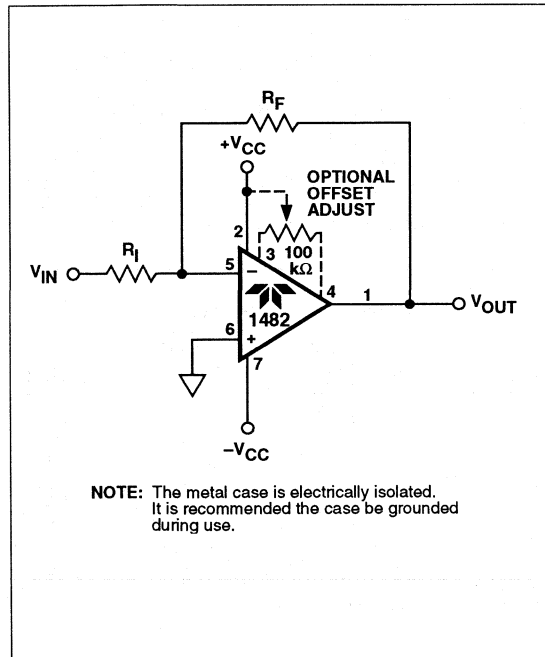 RF
+VCC
OPTIONAL
OFFSET
ADJUST
2
3
100
kΩ
RI
VIN
5
−
4
1
VOUT
1482
6
+
7
−VCC
NOTE: The metal case is electrically isolated.
It is recommended the case be grounded
during use.